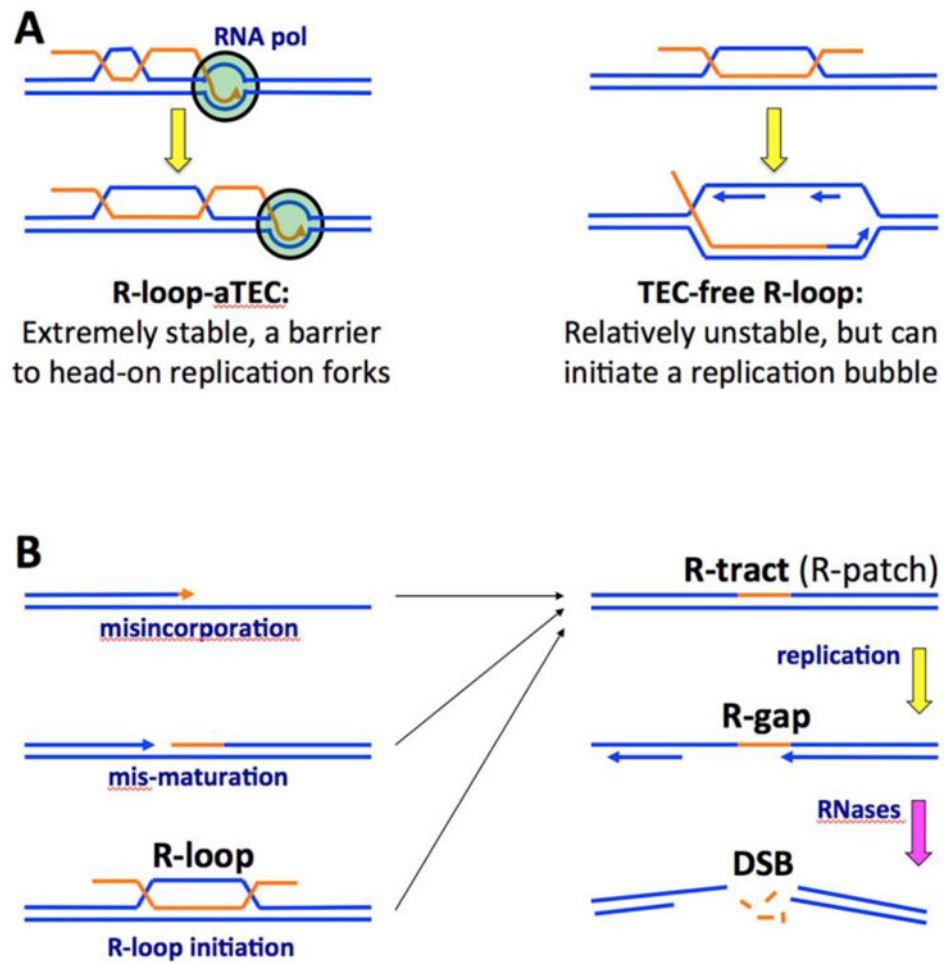 A
RNA pol
R-loop-aTEC:
Extremely stable, a barrier
to head-on replication forks
TEC-free R-loop:
Relatively unstable, but can
initiate a replication bubble
B
misincorporation
mis-maturation
R-loop
R-loop initiation
R-tract (R-patch)
replication
R-gap
RNases
DSB